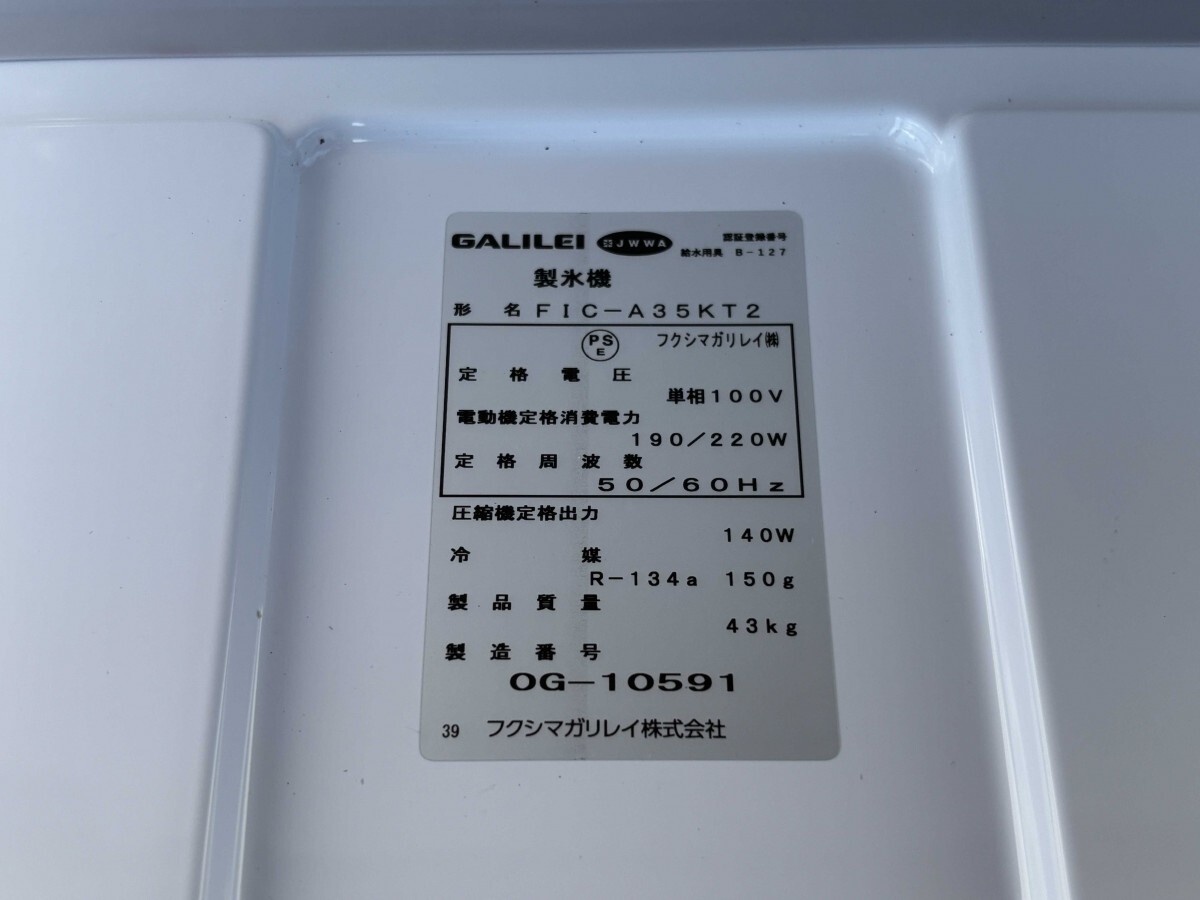 GALILEI JWWA 認証登録番号
給水用具 B-127
製氷機
形名 FIC-A35KT2
PSE フクシマガリレイ㈱
定格電圧
単相100V
電動機定格消費電力
190/220W
定格周波数
50/60Hz
圧縮機定格出力
140W
冷媒
R-134a 150g
製品質量
43kg
製造番号
OG-10591
39 フクシマガリレイ株式会社